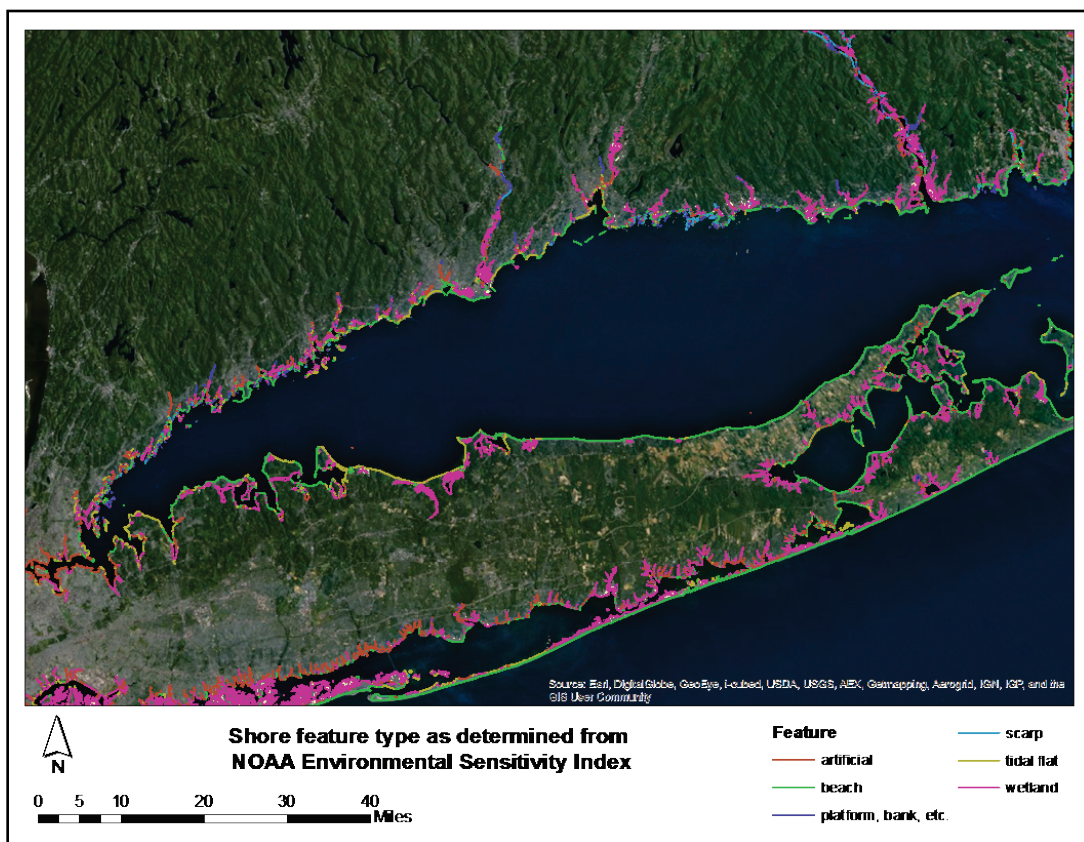 Source: Esri, DigitalGlobe, GeoEye, i-cubed, USDA, USGS, AEX, Getmapping, Aerogrid, IGN, IGP, and the
GIS User Community
N
Shore feature type as determined from
NOAA Environmental Sensitivity Index
0 5 10 20 30 40
Miles
Feature
artificial
beach
platform, bank, etc.
scarp
tidal flat
wetland